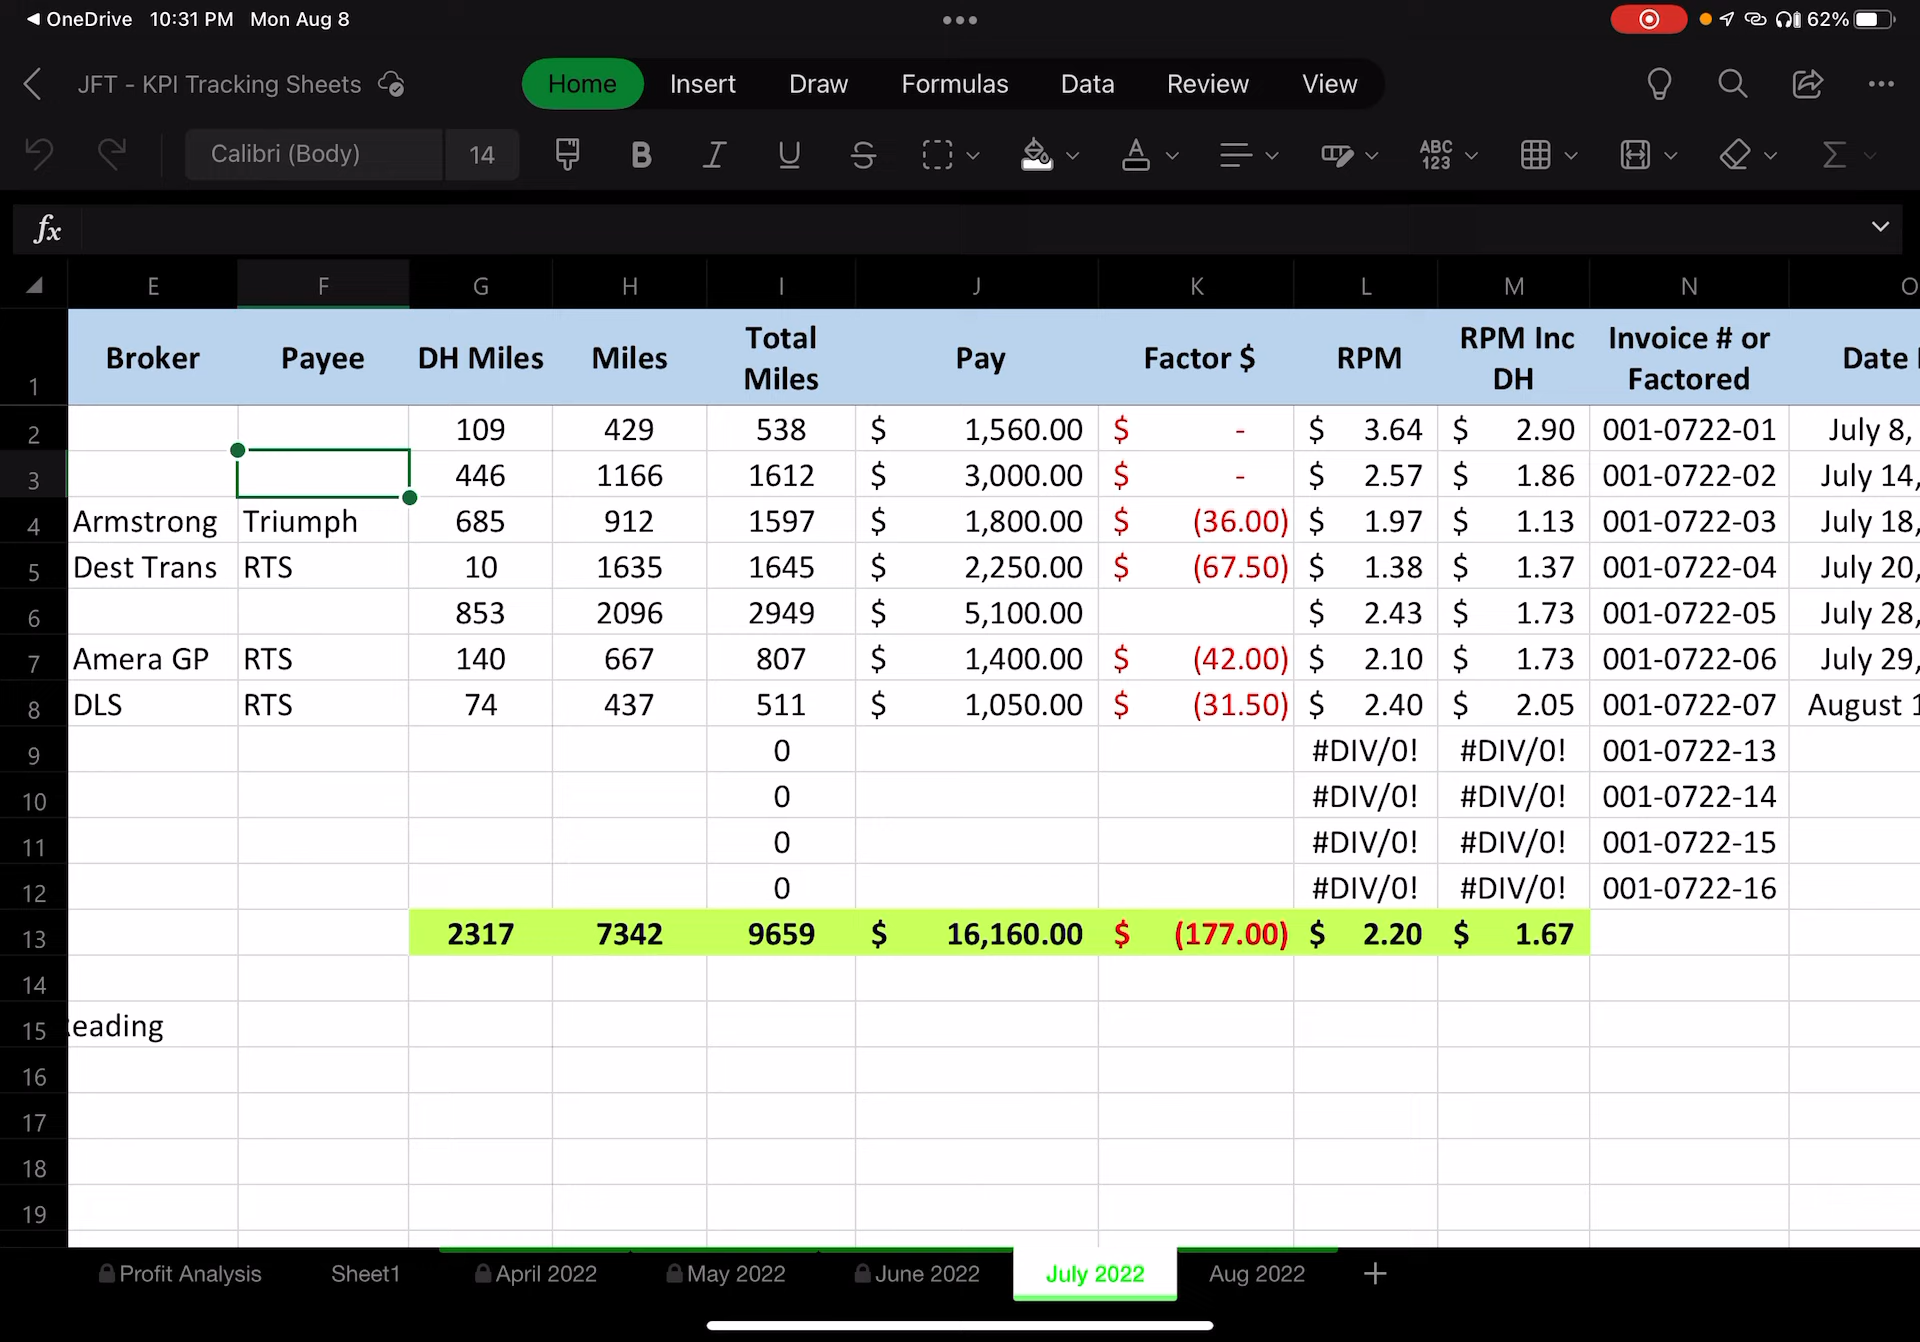 ◀ OneDrive 10:31 PM Mon Aug 8 62%
JFT - KPI Tracking Sheets Home Insert Draw Formulas Data Review View
Calibri (Body) 14 B I U S ABC 123 Σ
fx
E F G H I J K L M N O
1 Broker Payee DH Miles Miles Total Miles Pay Factor $ RPM RPM Inc DH Invoice # or Factored Date
2 109 429 538 $ 1,560.00 $ - $ 3.64 $ 2.90 001-0722-01 July 8,
3 446 1166 1612 $ 3,000.00 $ - $ 2.57 $ 1.86 001-0722-02 July 14,
4 Armstrong Triumph 685 912 1597 $ 1,800.00 $ (36.00) $ 1.97 $ 1.13 001-0722-03 July 18,
5 Dest Trans RTS 10 1635 1645 $ 2,250.00 $ (67.50) $ 1.38 $ 1.37 001-0722-04 July 20,
6 853 2096 2949 $ 5,100.00 $ 2.43 $ 1.73 001-0722-05 July 28,
7 Amera GP RTS 140 667 807 $ 1,400.00 $ (42.00) $ 2.10 $ 1.73 001-0722-06 July 29,
8 DLS RTS 74 437 511 $ 1,050.00 $ (31.50) $ 2.40 $ 2.05 001-0722-07 August 1
9 0 #DIV/0! #DIV/0! 001-0722-13
10 0 #DIV/0! #DIV/0! 001-0722-14
11 0 #DIV/0! #DIV/0! 001-0722-15
12 0 #DIV/0! #DIV/0! 001-0722-16
13 2317 7342 9659 $ 16,160.00 $ (177.00) $ 2.20 $ 1.67
14
15 eading
16
17
18
19
Profit Analysis Sheet1 April 2022 May 2022 June 2022 July 2022 Aug 2022 +